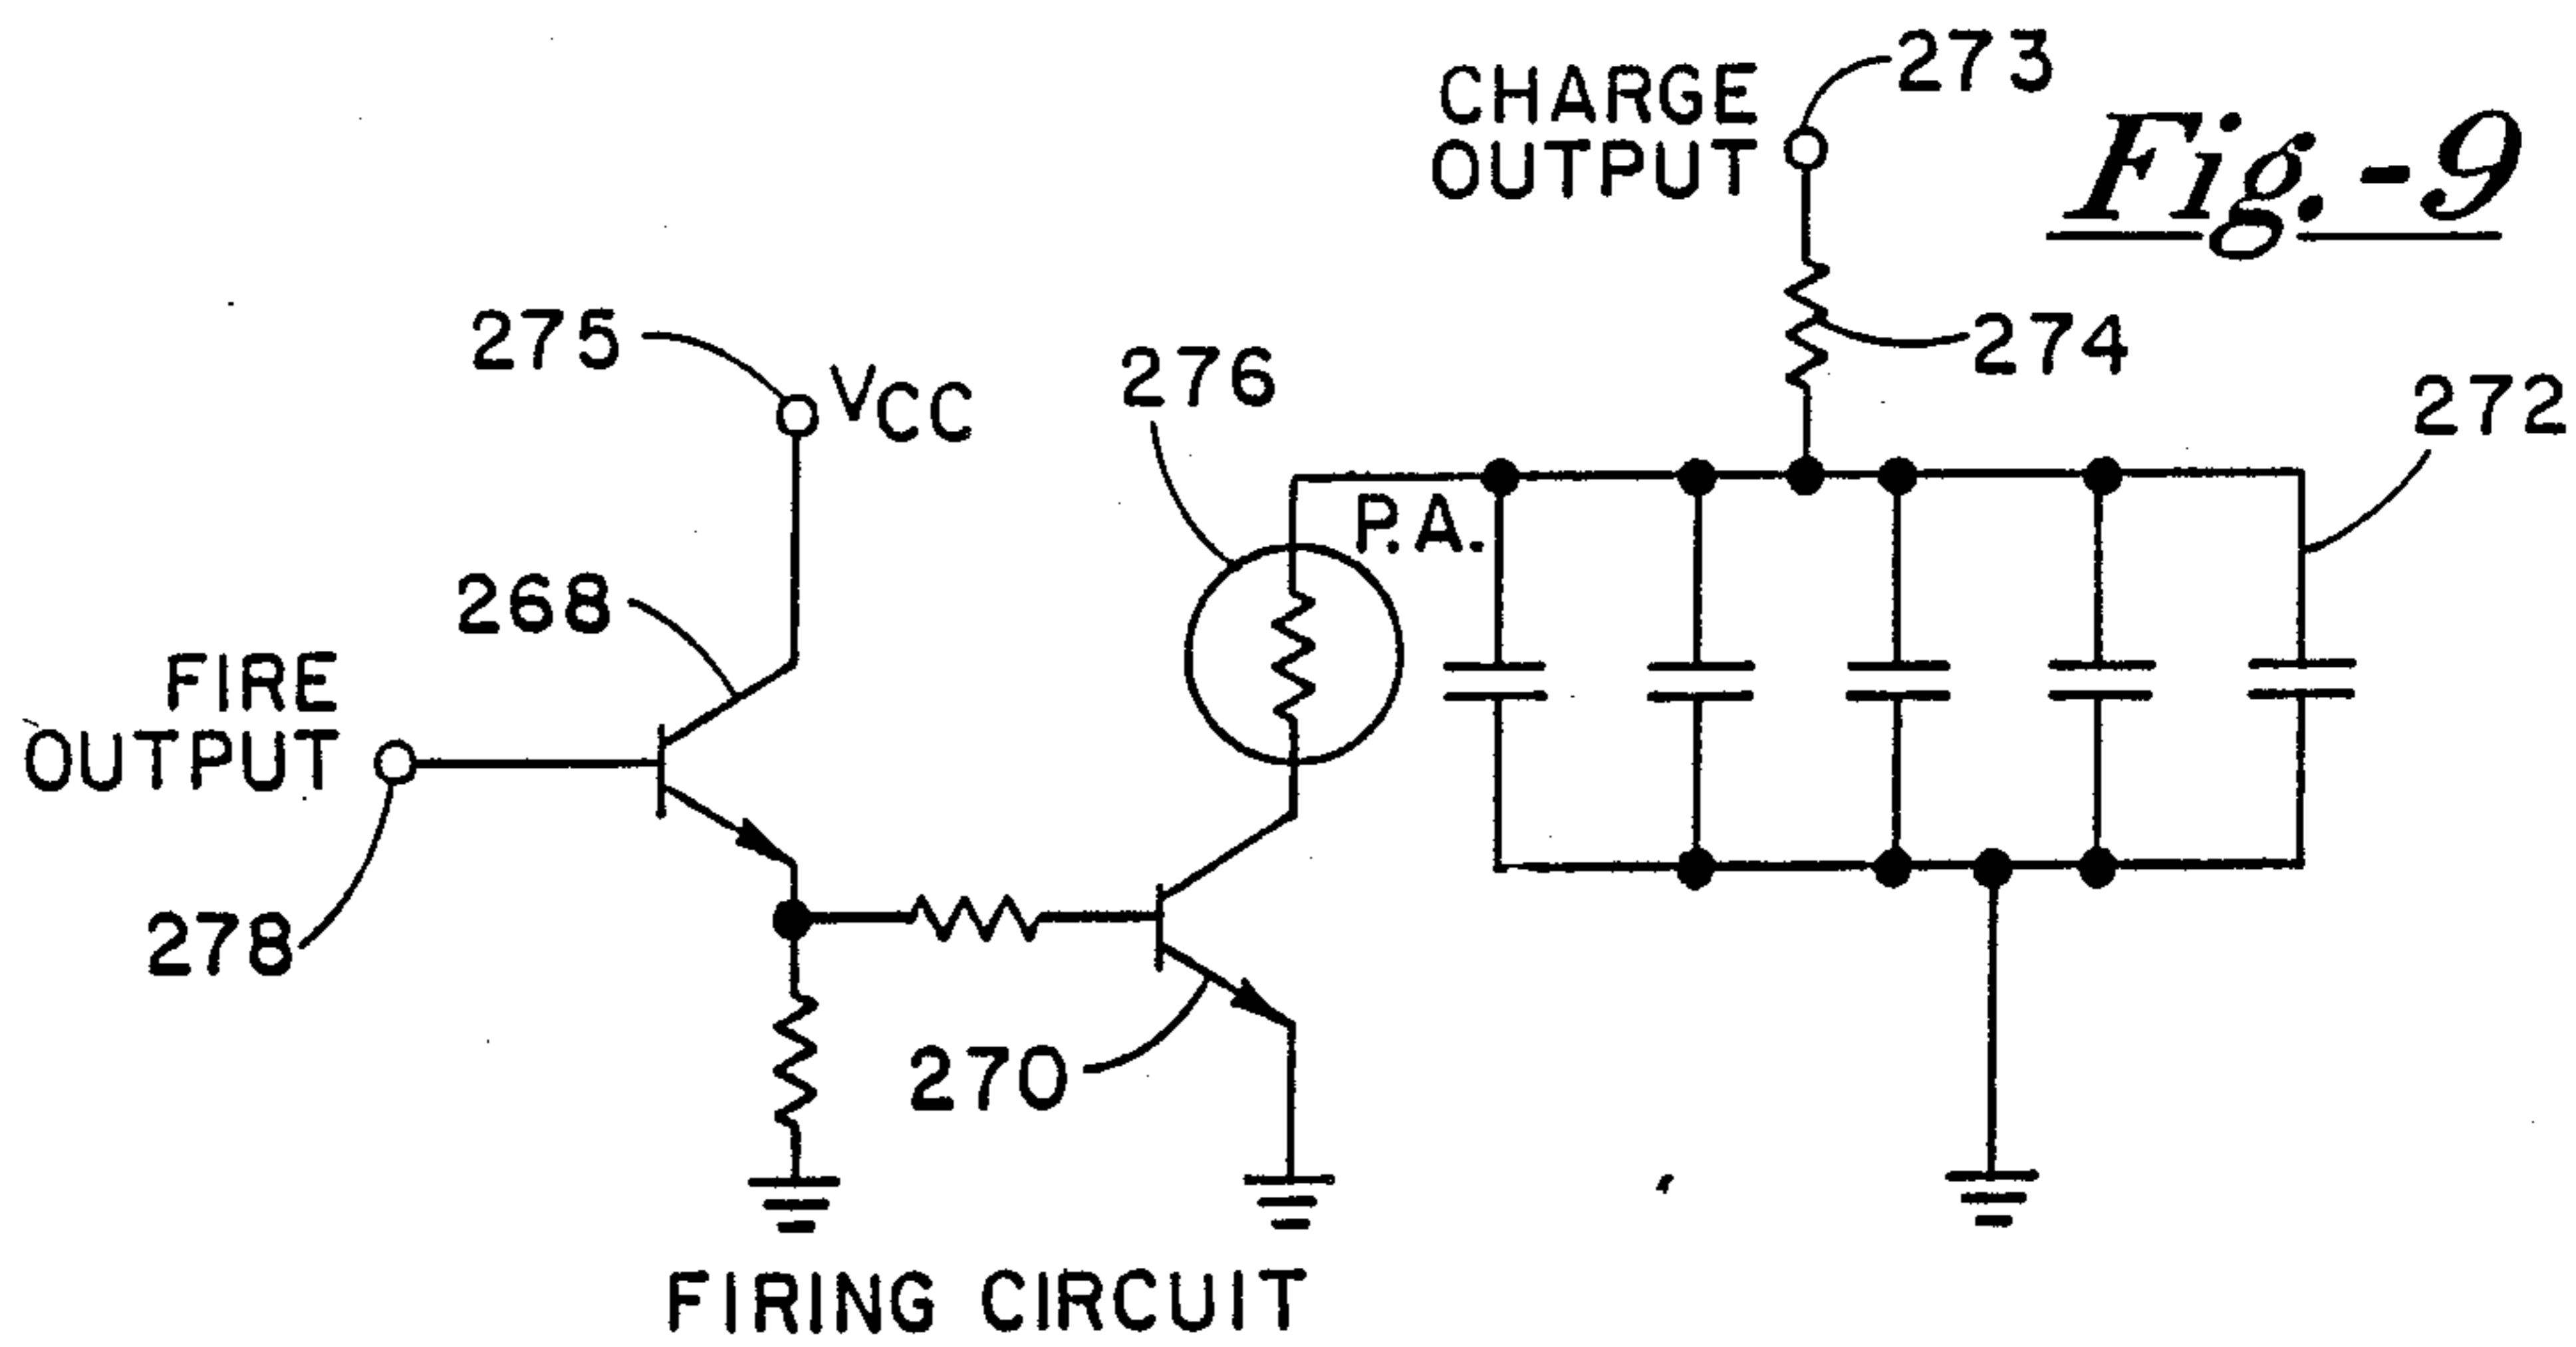 CHARGE
OUTPUT
273
Fig.-9
274
275
VCC
276
272
P.A.
268
FIRE
OUTPUT
278
270
FIRING CIRCUIT